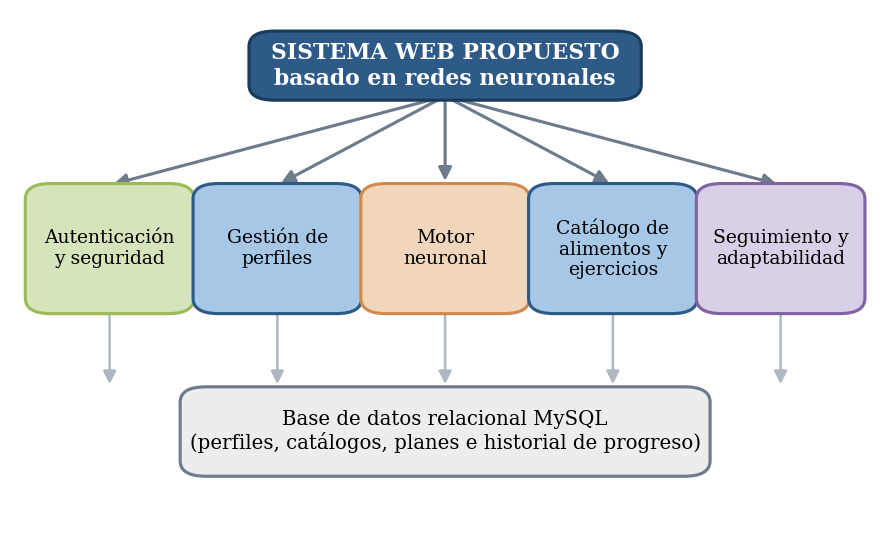 SISTEMA WEB PROPUESTO
basado en redes neuronales
Autenticación
y seguridad
Gestión de
perfiles
Motor
neuronal
Catálogo de
alimentos y
ejercicios
Seguimiento y
adaptabilidad
Base de datos relacional MySQL
(perfiles, catálogos, planes e historial de progreso)